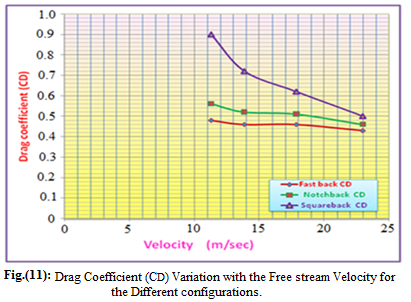 1.0
0.9
0.8
0.7
0.6
0.5
0.4
0.3
0.2
0.1
0
Drag coefficient (CD)
0 5 10 15 20 25
Velocity (m/sec)
Fast back CD
Notchback CD
Squareback CD
Fig.(11): Drag Coefficient (CD) Variation with the Free stream Velocity for
the Different configurations.